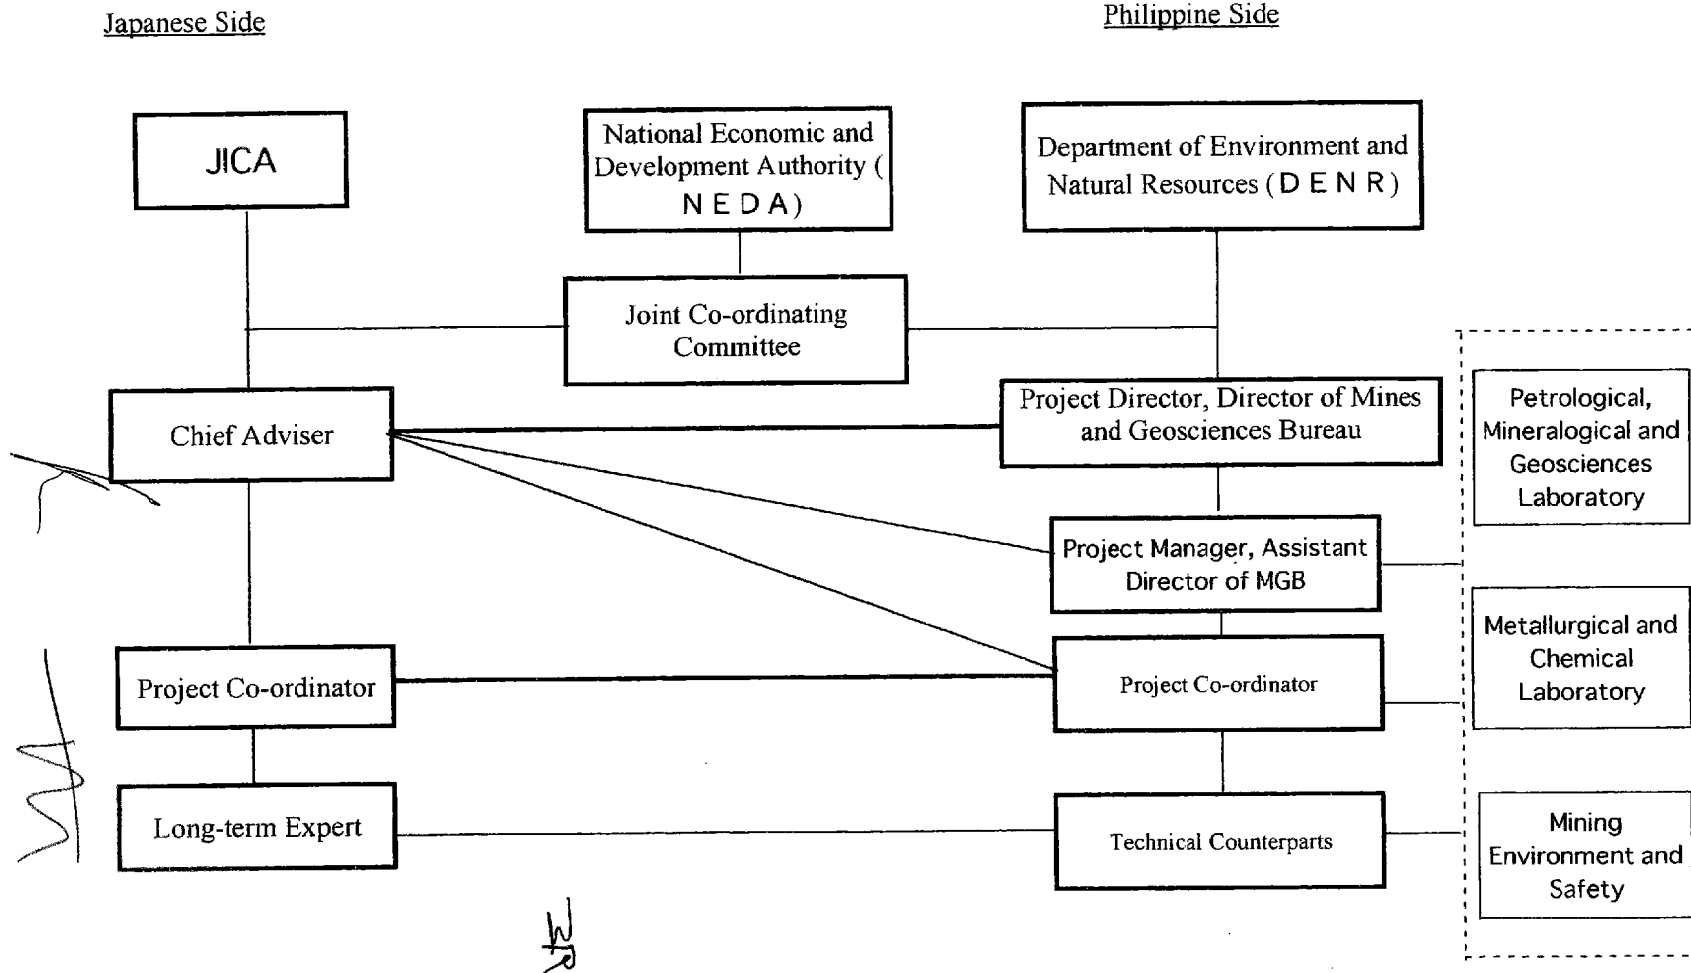 Japanese Side
Philippine Side
JICA
National Economic and
Development Authority (
NEDA)
Department of Environment and
Natural Resources (DENR)
Joint Co-ordinating
Committee
Chief Adviser
Project Director, Director of Mines
and Geosciences Bureau
Project Manager, Assistant
Director of MGB
Project Co-ordinator
Project Co-ordinator
Long-term Expert
Technical Counterparts
Petrological,
Mineralogical and
Geosciences
Laboratory
Metallurgical and
Chemical
Laboratory
Mining
Environment and
Safety